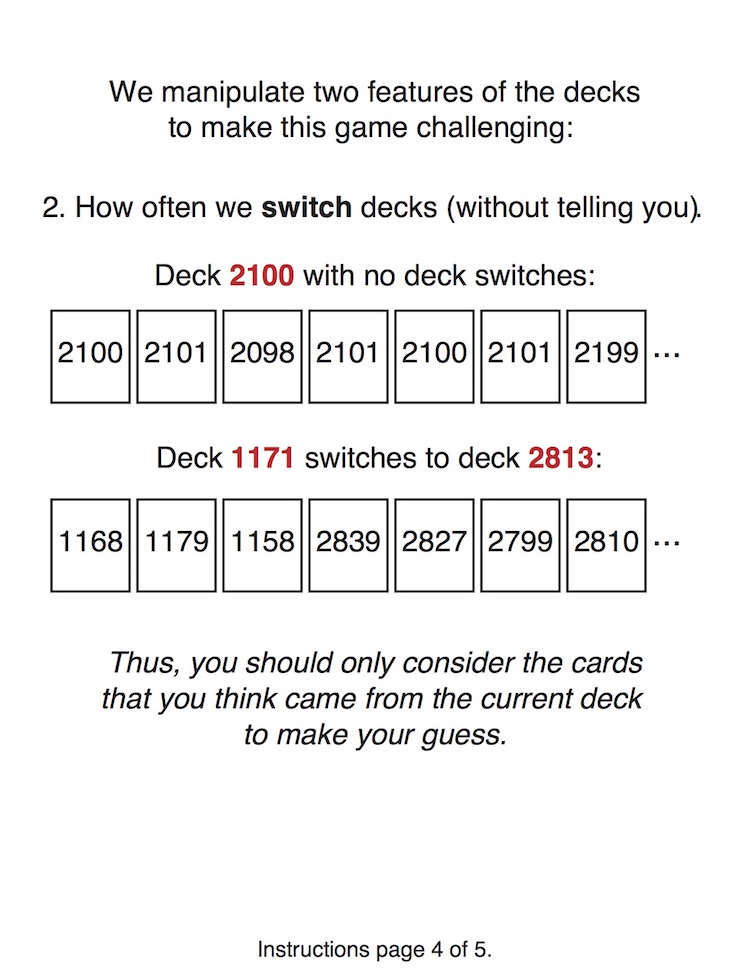 We manipulate two features of the decks
to make this game challenging:
2. How often we switch decks (without telling you).
Deck 2100 with no deck switches:
2100 2101 2098 2101 2100 2101 2199 ...
Deck 1171 switches to deck 2813:
1168 1179 1158 2839 2827 2799 2810 ...
Thus, you should only consider the cards
that you think came from the current deck
to make your guess.
Instructions page 4 of 5.